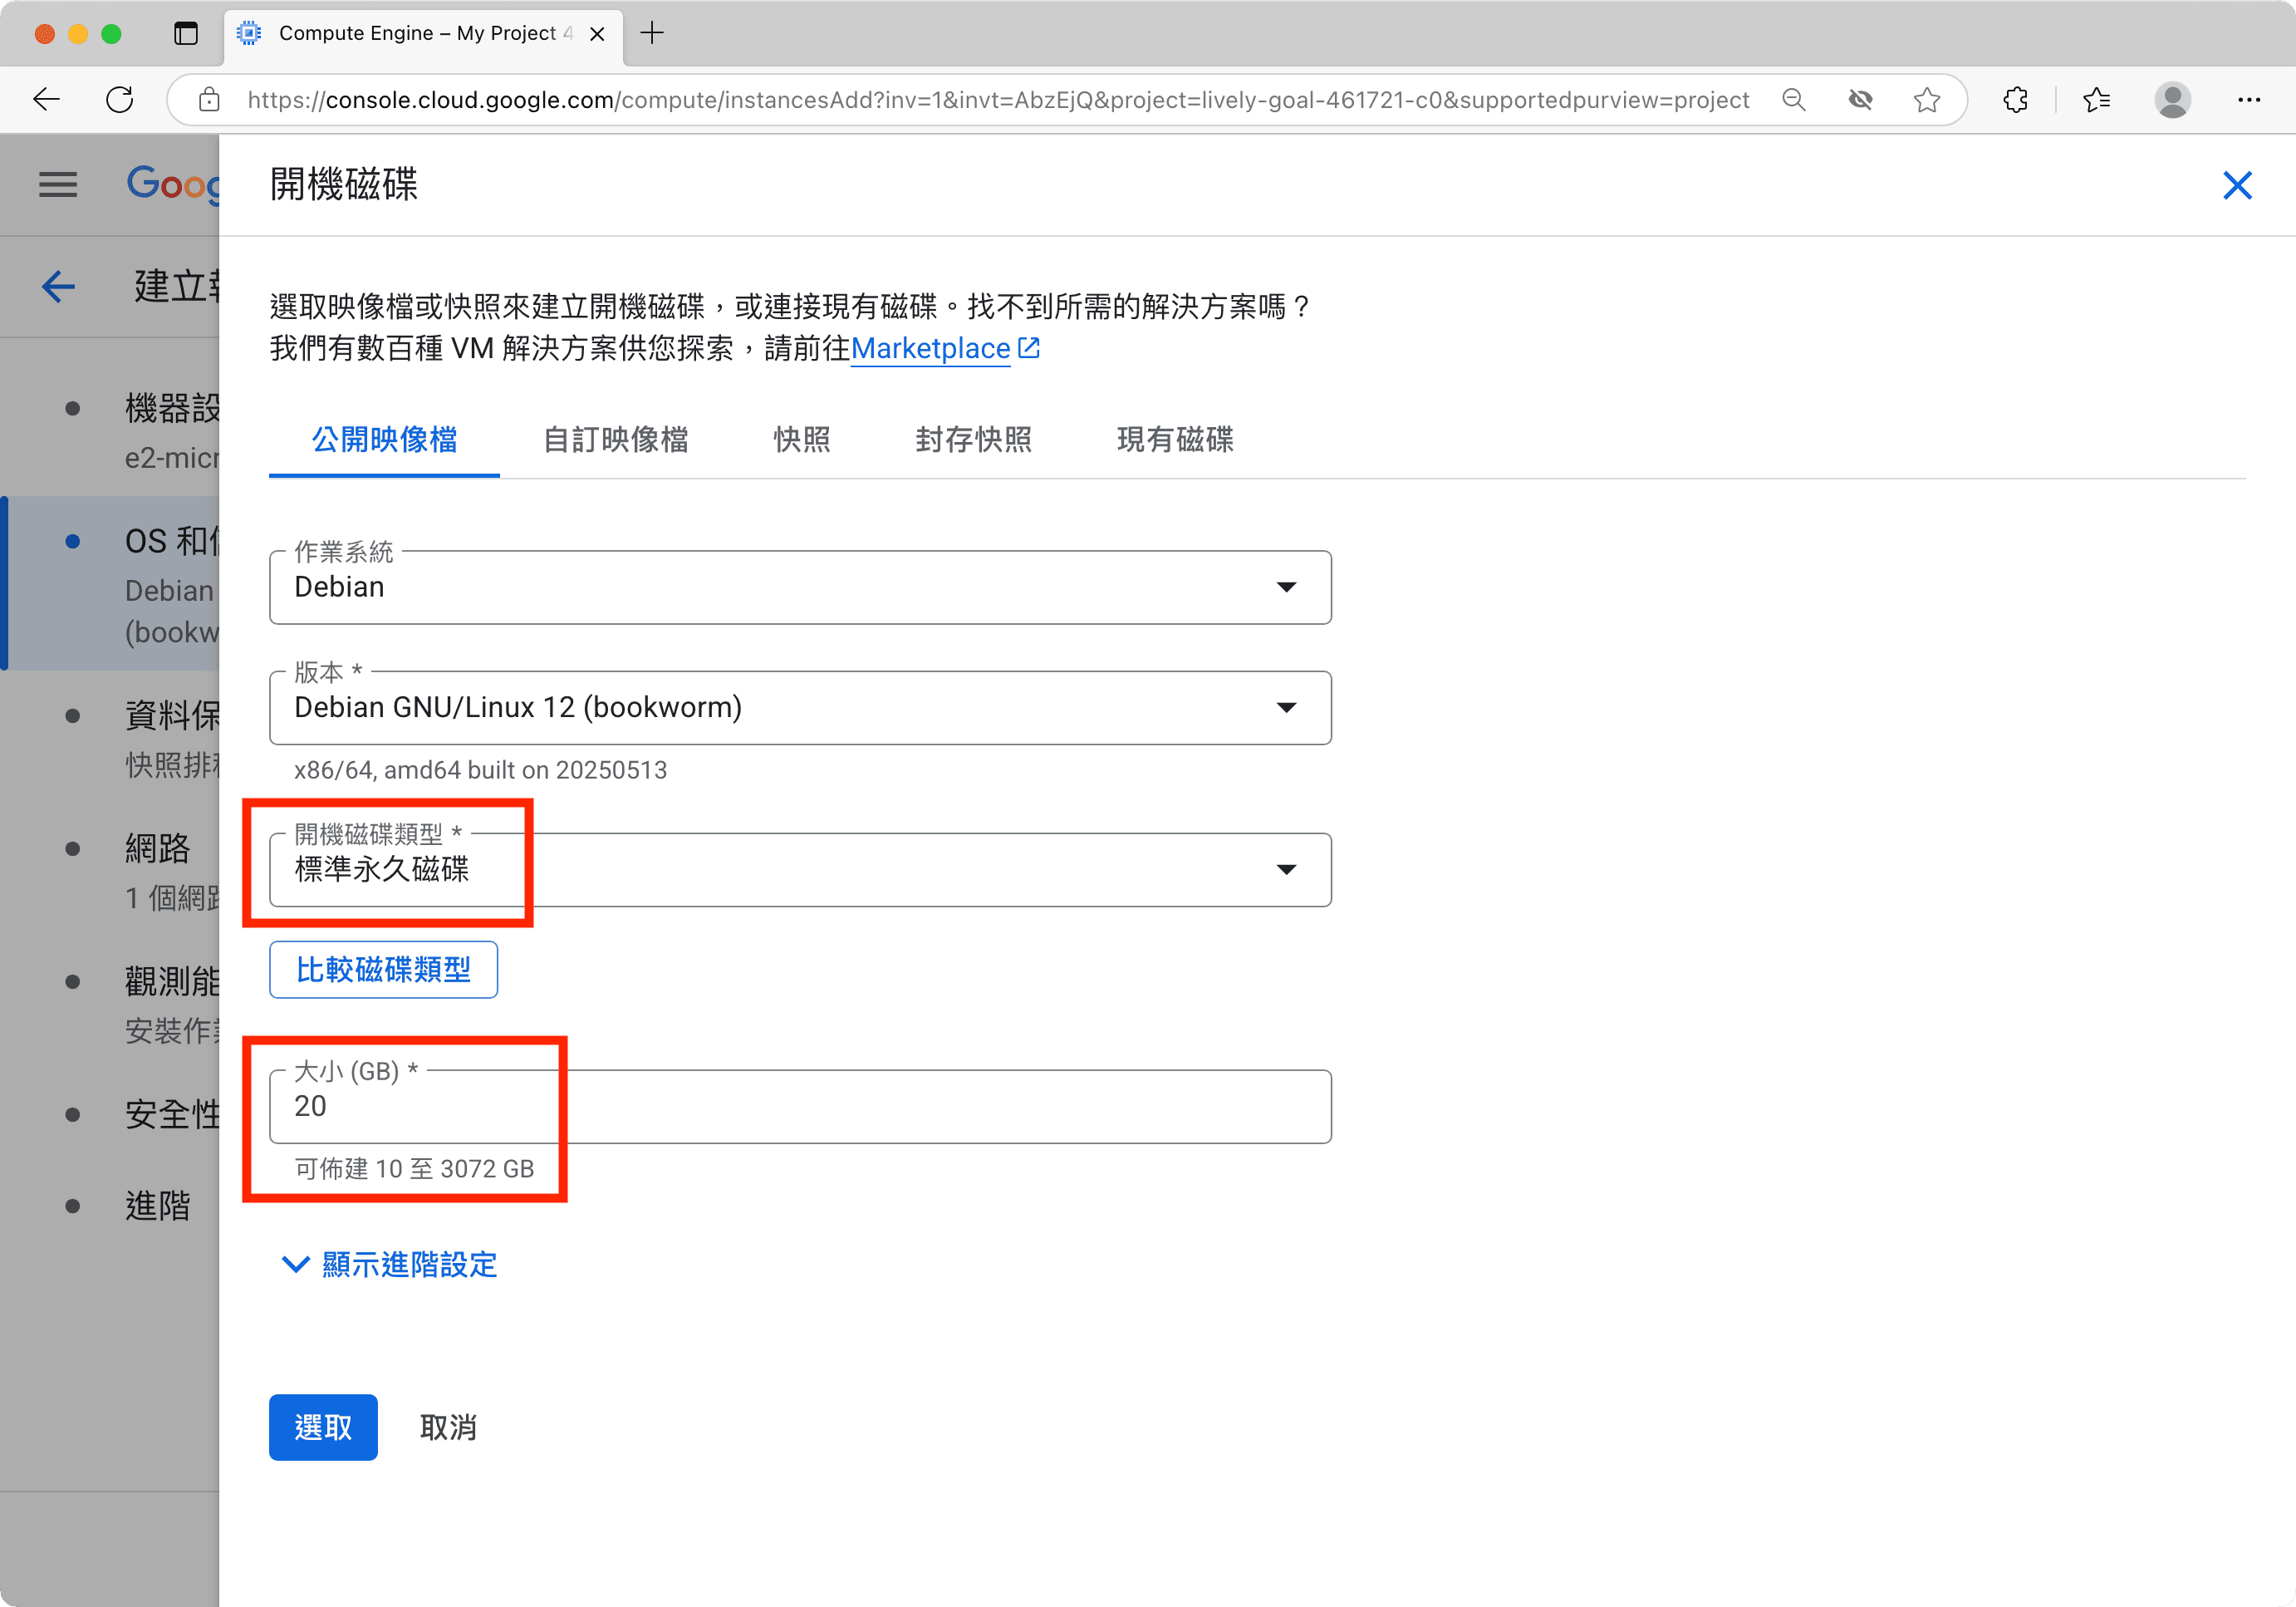 Compute Engine – My Project 4
https://console.cloud.google.com/compute/instancesAdd?inv=1&invt=AbzEjQ&project=lively-goal-461721-c0&supportedpurview=project
Goog
開機磁碟
建立
選取映像檔或快照來建立開機磁碟，或連接現有磁碟。找不到所需的解決方案嗎？
我們有數百種 VM 解決方案供您探索，請前往Marketplace
公開映像檔 自訂映像檔 快照 封存快照 現有磁碟
機器設
e2-micr
OS 和
Debian
(bookw
資料保
快照排
網路
1 個網
觀測能
安裝作
安全性
進階
作業系統
Debian
版本 *
Debian GNU/Linux 12 (bookworm)
x86/64, amd64 built on 20250513
開機磁碟類型 *
標準永久磁碟
比較磁碟類型
大小 (GB) *
20
可佈建 10 至 3072 GB
顯示進階設定
選取 取消